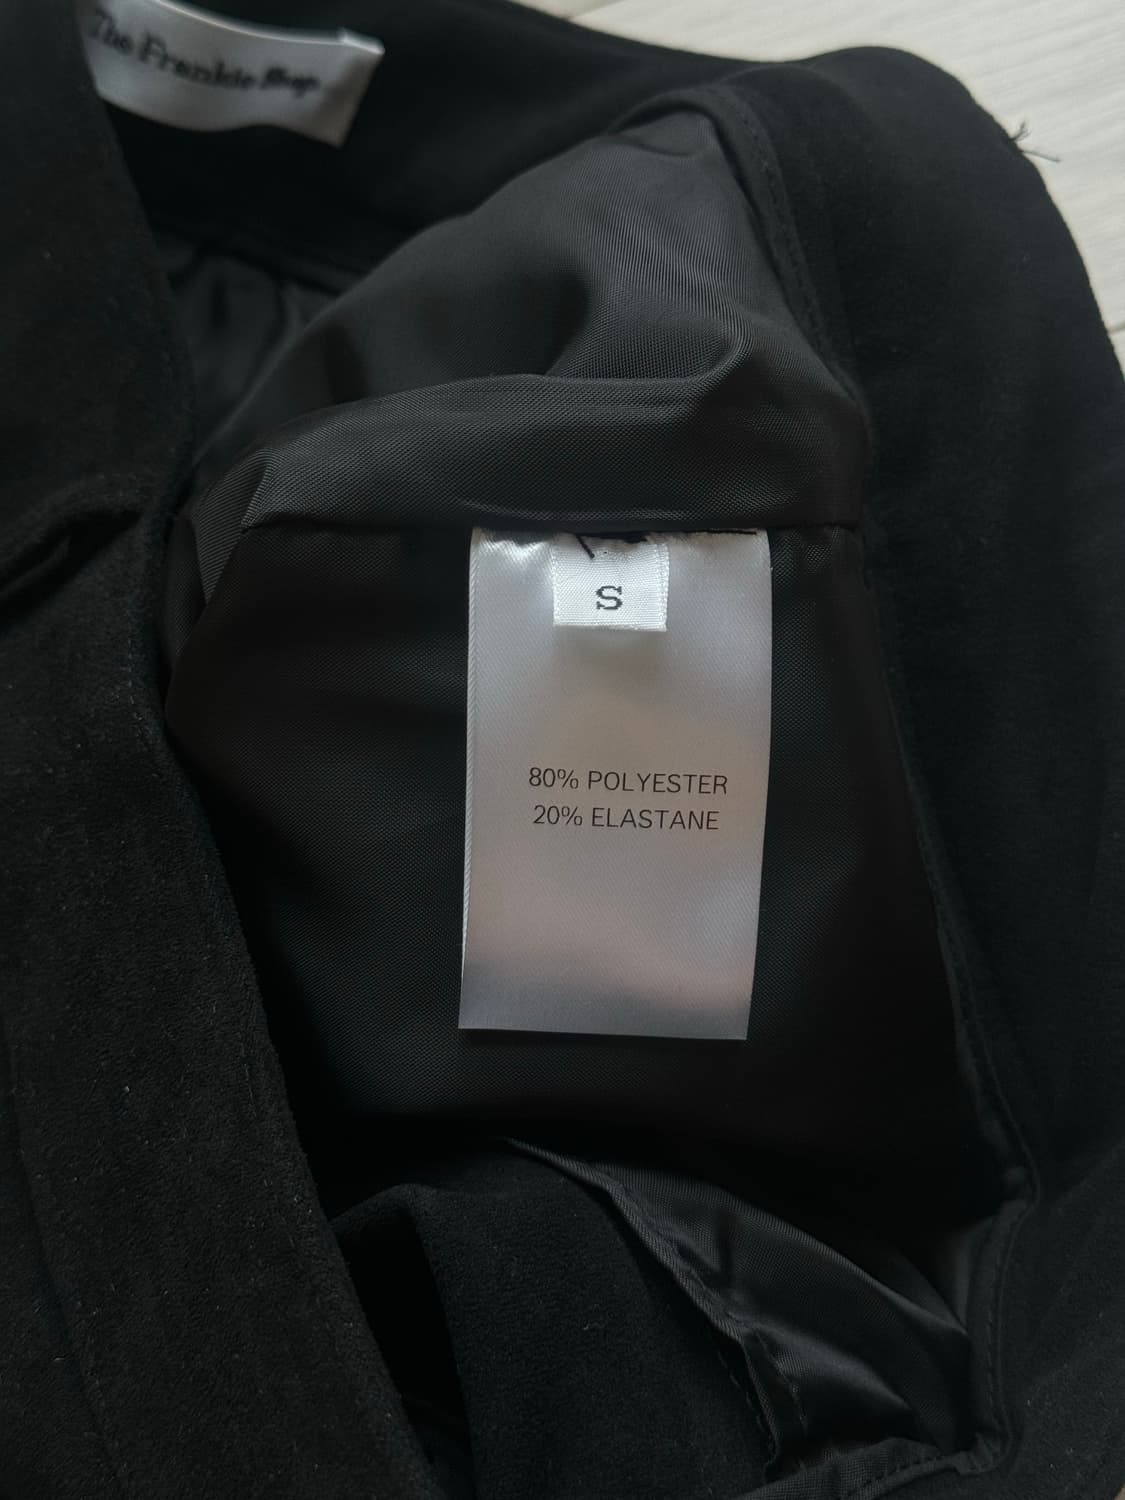 The Frankie Shop
S
80% POLYESTER
20% ELASTANE